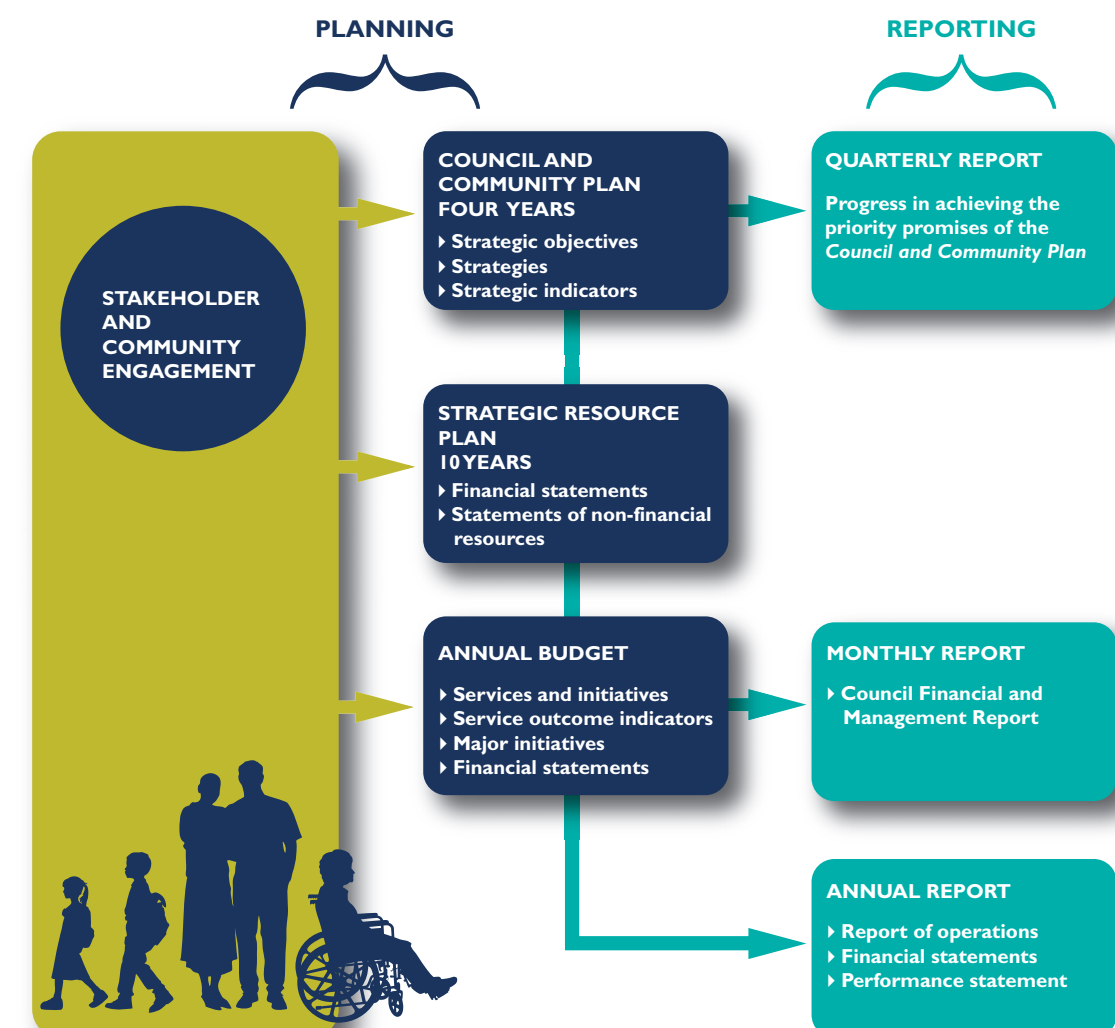 PLANNING
REPORTING
STAKEHOLDER
AND
COMMUNITY
ENGAGEMENT
COUNCIL AND
COMMUNITY PLAN
FOUR YEARS
Strategic objectives
Strategies
Strategic indicators
QUARTERLY REPORT
Progress in achieving the
priority promises of the
Council and Community Plan
STRATEGIC RESOURCE
PLAN
10 YEARS
Financial statements
Statements of non-financial
resources
ANNUAL BUDGET
Services and initiatives
Service outcome indicators
Major initiatives
Financial statements
MONTHLY REPORT
Council Financial and
Management Report
ANNUAL REPORT
Report of operations
Financial statements
Performance statement